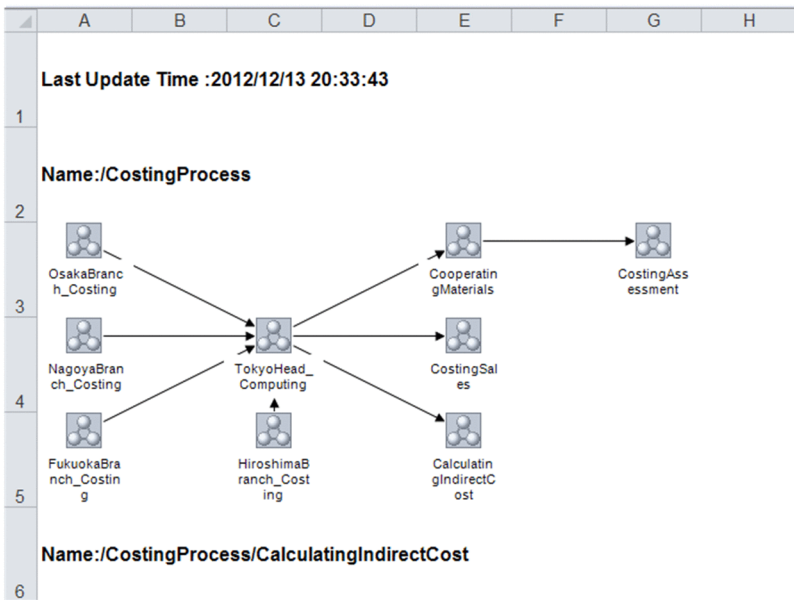 A B C D E F G H
1
Last Update Time :2012/12/13 20:33:43
2
Name:/CostingProcess
3
OsakaBranc
h_Costing
Cooperatin
gMaterials
CostingAss
essment
4
NagoyaBran
ch_Costing
TokyoHead_
Computing
CostingSal
es
5
FukuokaBra
nch_Costin
g
HiroshimaB
ranch_Cost
ing
Calculatin
gIndirectC
ost
6
Name:/CostingProcess/CalculatingIndirectCost